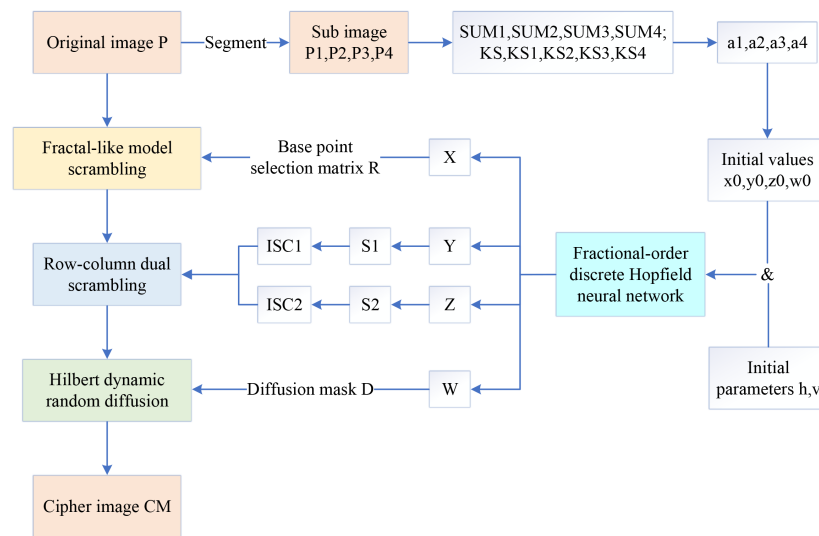 Original image P
Segment
Sub image
P1,P2,P3,P4
SUM1,SUM2,SUM3,SUM4;
KS,KS1,KS2,KS3,KS4
a1,a2,a3,a4
Fractal-like model
scrambling
Base point
selection matrix R
X
Initial values
x0,y0,z0,w0
Row-column dual
scrambling
ISC1
S1
Y
ISC2
S2
Z
Fractional-order
discrete Hopfield
neural network
&
Hilbert dynamic
random diffusion
Diffusion mask D
W
Initial
parameters h,v
Cipher image CM